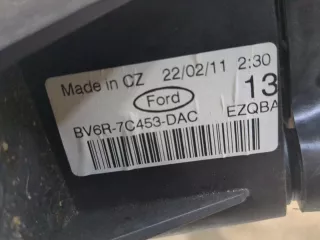 Made in CZ 22/02/11 2:30
Ford 13
BV6R-7C453-DAC EZQBA